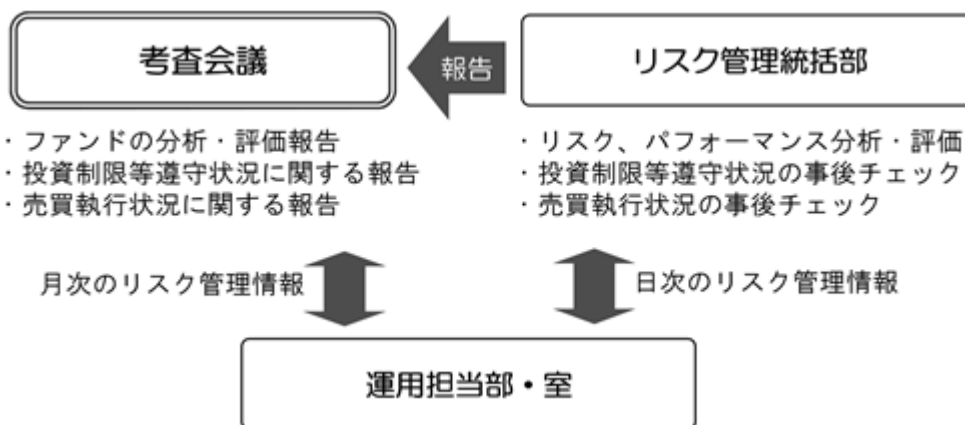 考査会議
報告
リスク管理統括部
・ファンドの分析・評価報告
・投資制限等遵守状況に関する報告
・売買執行状況に関する報告
・リスク、パフォーマンス分析・評価
・投資制限等遵守状況の事後チェック
・売買執行状況の事後チェック
月次のリスク管理情報
日次のリスク管理情報
運用担当部・室